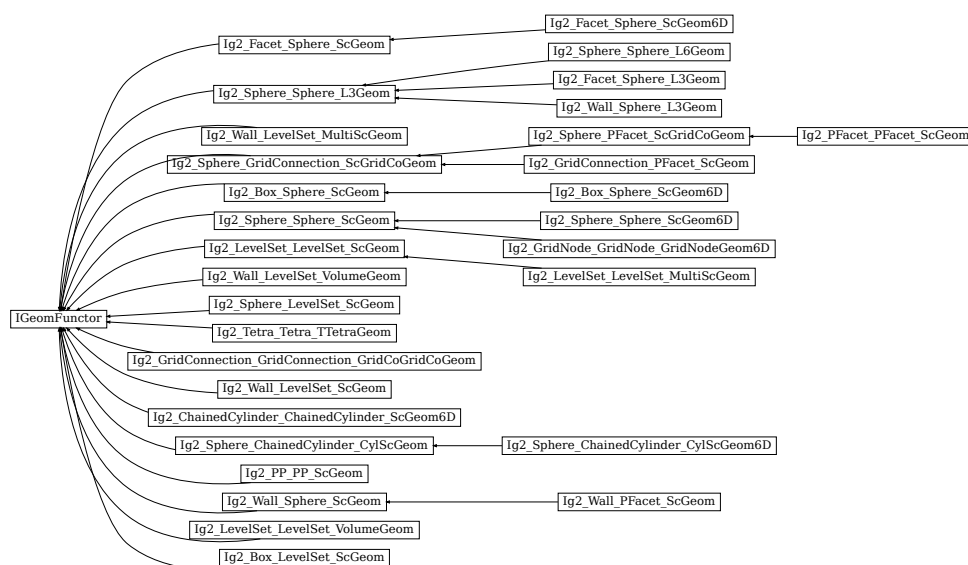 Ig2_Facet_Sphere_ScGeom6D
Ig2_Facet_Sphere_ScGeom
Ig2_Sphere_Sphere_L6Geom
Ig2_Facet_Sphere_L3Geom
Ig2_Sphere_Sphere_L3Geom
Ig2_Wall_Sphere_L3Geom
Ig2_Wall_LevelSet_MultiScGeom
Ig2_Sphere_PFacet_ScGridCoGeom
Ig2_PFacet_PFacet_ScGeom
Ig2_Sphere_GridConnection_ScGridCoGeom
Ig2_GridConnection_PFacet_ScGeom
Ig2_Box_Sphere_ScGeom
Ig2_Box_Sphere_ScGeom6D
Ig2_Sphere_Sphere_ScGeom
Ig2_Sphere_Sphere_ScGeom6D
Ig2_LevelSet_LevelSet_ScGeom
Ig2_GridNode_GridNode_GridNodeGeom6D
Ig2_Wall_LevelSet_VolumeGeom
Ig2_LevelSet_LevelSet_MultiScGeom
Ig2_Sphere_LevelSet_ScGeom
IGeomFunctor
Ig2_Tetra_Tetra_TTetraGeom
Ig2_GridConnection_GridConnection_GridCoGridCoGeom
Ig2_Wall_LevelSet_ScGeom
Ig2_ChainedCylinder_ChainedCylinder_ScGeom6D
Ig2_Sphere_ChainedCylinder_CylScGeom
Ig2_Sphere_ChainedCylinder_CylScGeom6D
Ig2_PP_PP_ScGeom
Ig2_Wall_Sphere_ScGeom
Ig2_Wall_PFacet_ScGeom
Ig2_LevelSet_LevelSet_VolumeGeom
Ig2_Box_LevelSet_ScGeom